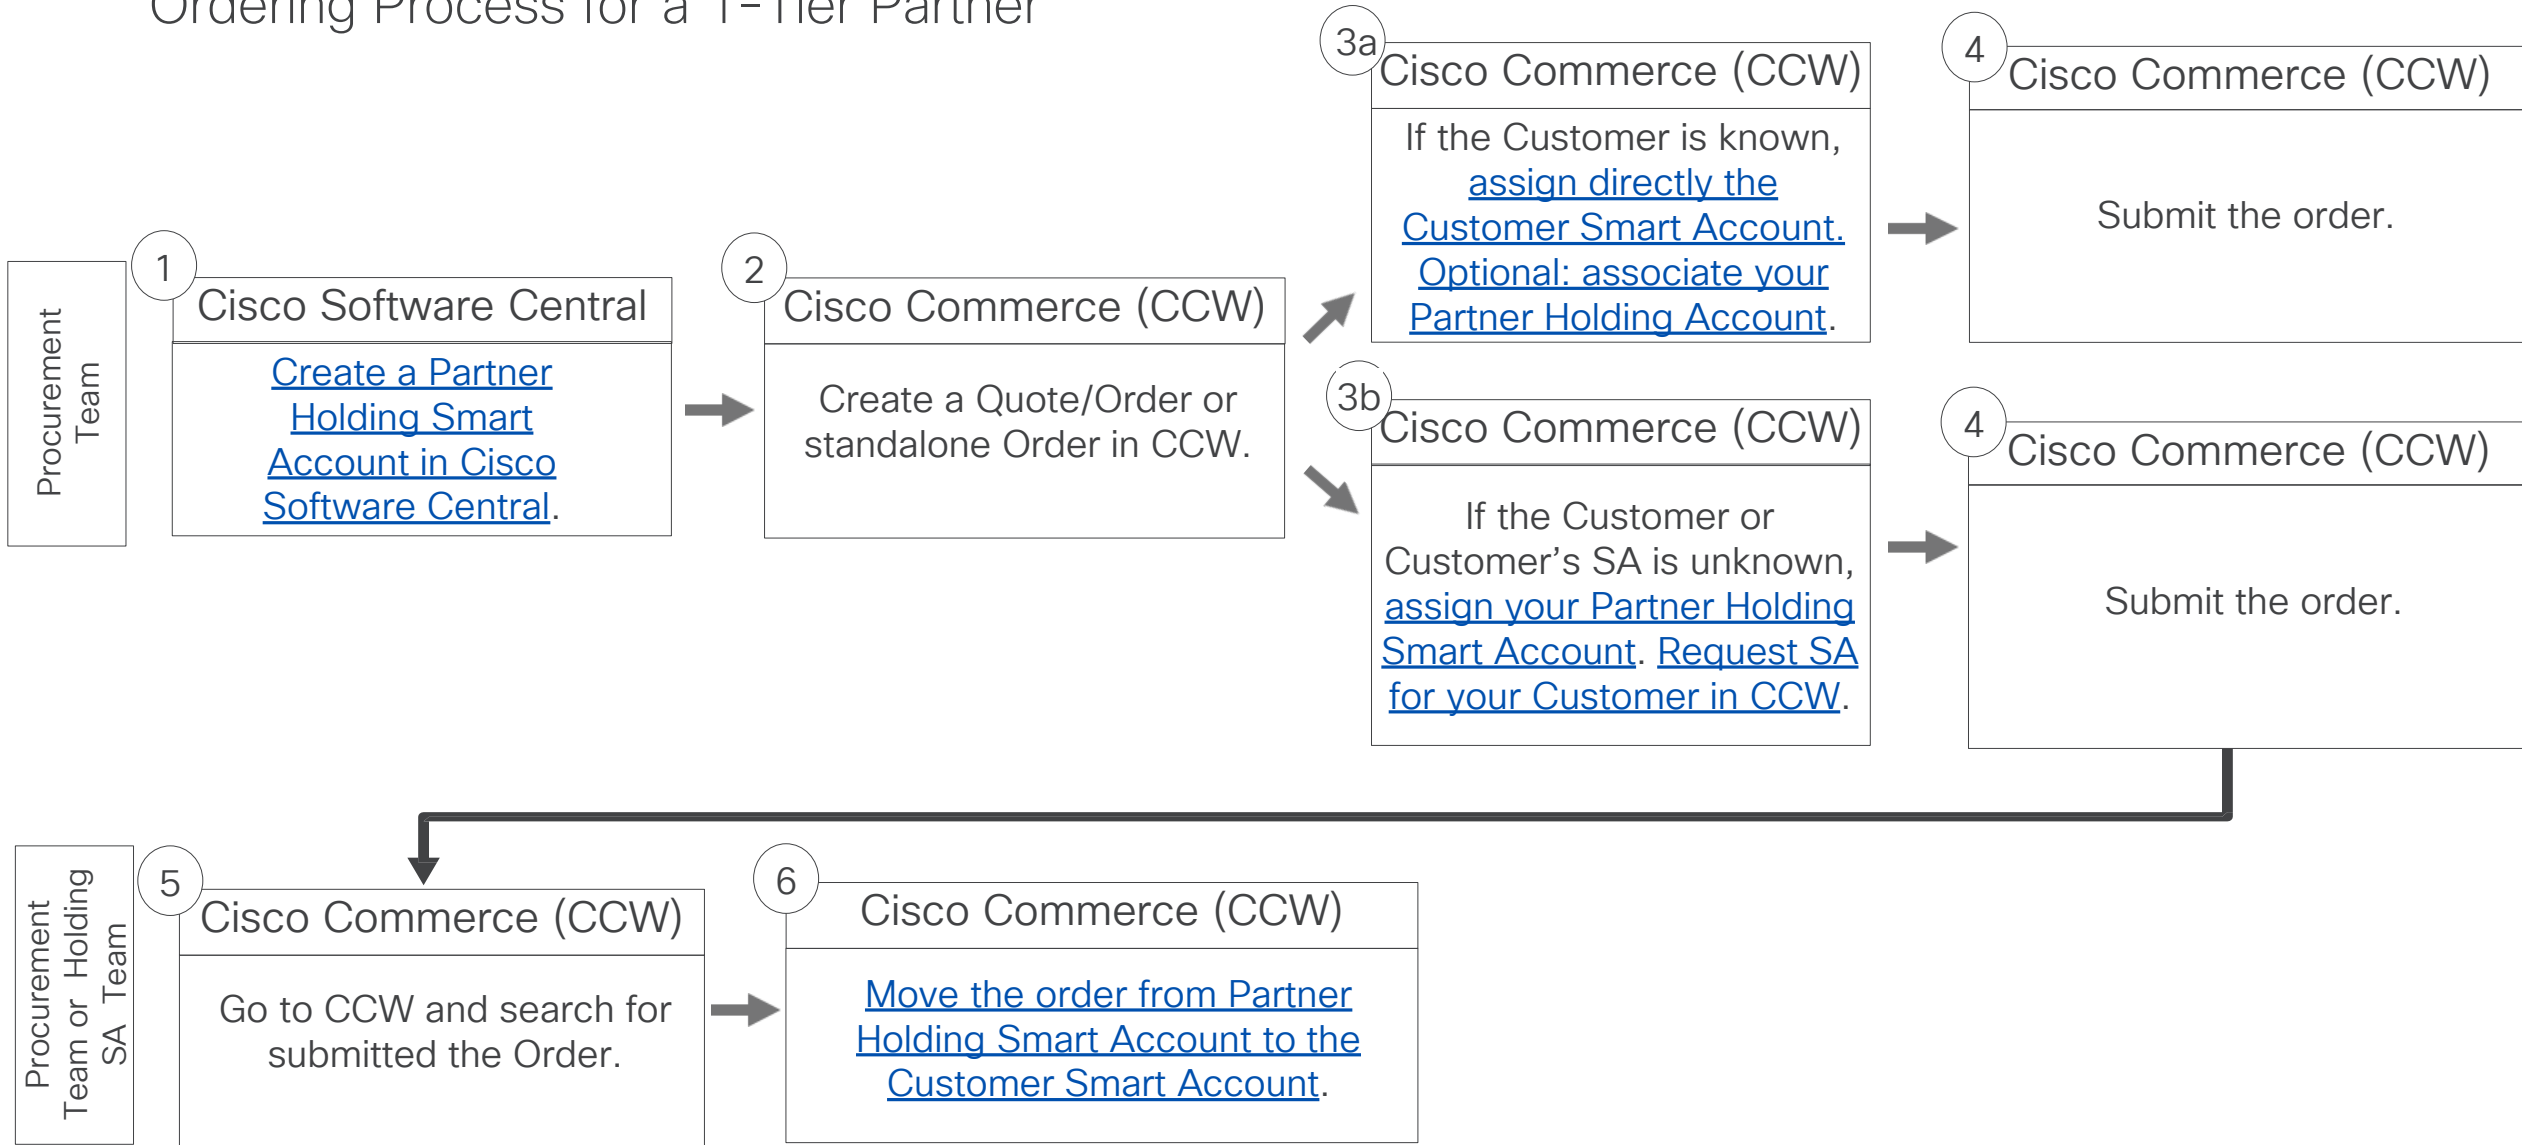 Ordering Process for a 1-Tier Partner
Procurement
Team
1
Cisco Software Central
Create a Partner
Holding Smart
Account in Cisco
Software Central.
2
Cisco Commerce (CCW)
Create a Quote/Order or
standalone Order in CCW.
3a
Cisco Commerce (CCW)
If the Customer is known,
assign directly the
Customer Smart Account.
Optional: associate your
Partner Holding Account.
4
Cisco Commerce (CCW)
Submit the order.
3b
Cisco Commerce (CCW)
If the Customer or
Customer’s SA is unknown,
assign your Partner Holding
Smart Account. Request SA
for your Customer in CCW.
4
Cisco Commerce (CCW)
Submit the order.
Procurement
Team or Holding
SA Team
5
Cisco Commerce (CCW)
Go to CCW and search for
submitted the Order.
6
Cisco Commerce (CCW)
Move the order from Partner
Holding Smart Account to the
Customer Smart Account.